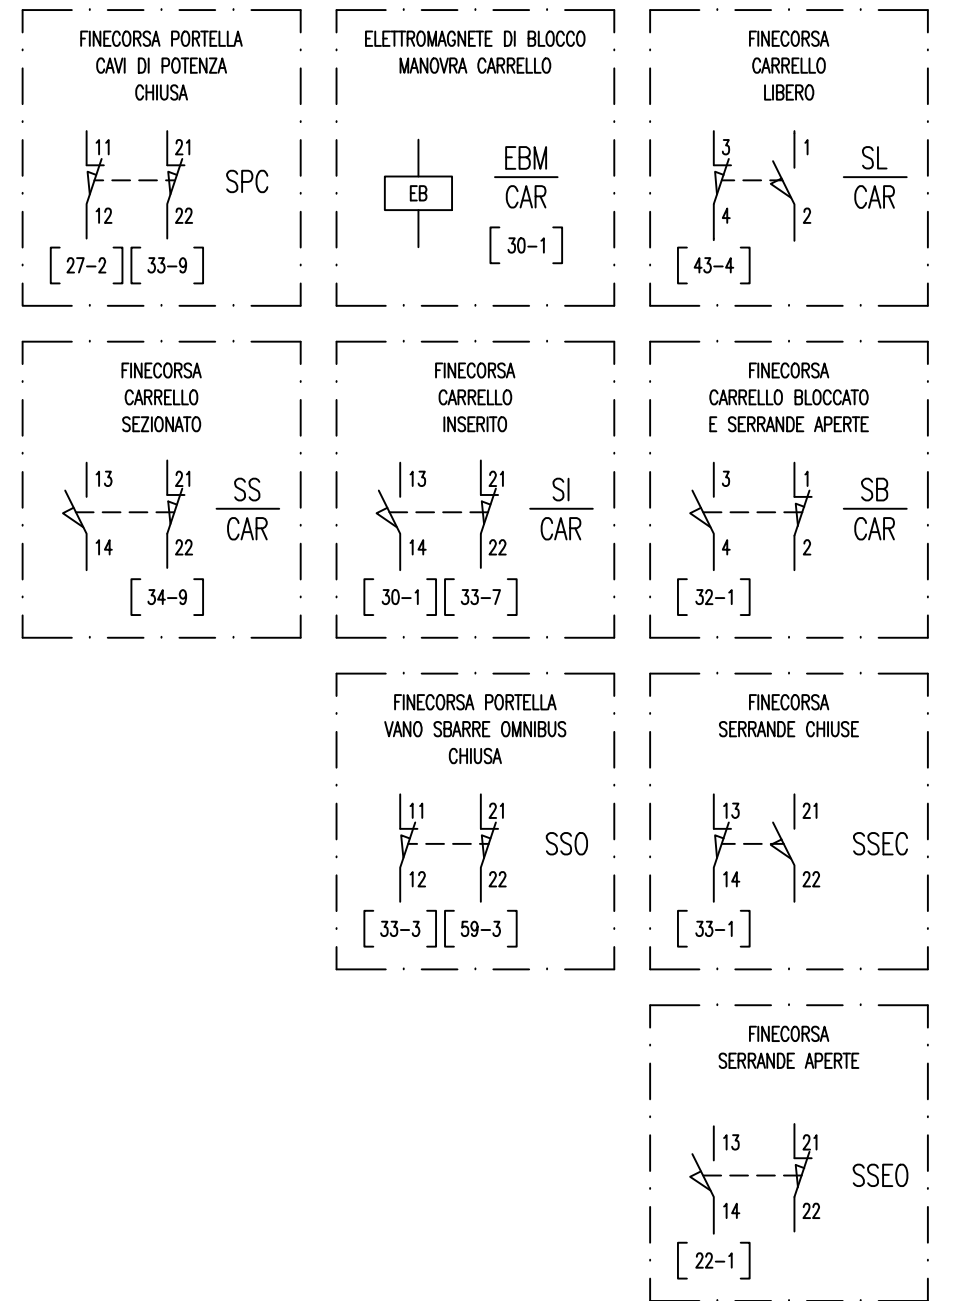 FINECORSA PORTELLA
CAVI DI POTENZA
CHIUSA
11
21
SPC
12
22
[27-2] [33-9]
ELETTROMAGNETE DI BLOCCO
MANOVRA CARRELLO
EB
EBM
CAR
[30-1]
FINECORSA
CARRELLO
LIBERO
3
1
SL
CAR
4
2
[43-4]
FINECORSA
CARRELLO
SEZIONATO
13
21
SS
CAR
14
22
[34-9]
FINECORSA
CARRELLO
INSERITO
13
21
SI
CAR
14
22
[30-1] [33-7]
FINECORSA
CARRELLO BLOCCATO
E SERRANDE APERTE
3
1
SB
CAR
4
2
[32-1]
FINECORSA PORTELLA
VANO SBARRE OMNIBUS
CHIUSA
11
21
SSO
12
22
[33-3] [59-3]
FINECORSA
SERRANDE CHIUSE
13
21
SSEC
14
22
[33-1]
FINECORSA
SERRANDE APERTE
13
21
SSEO
14
22
[22-1]